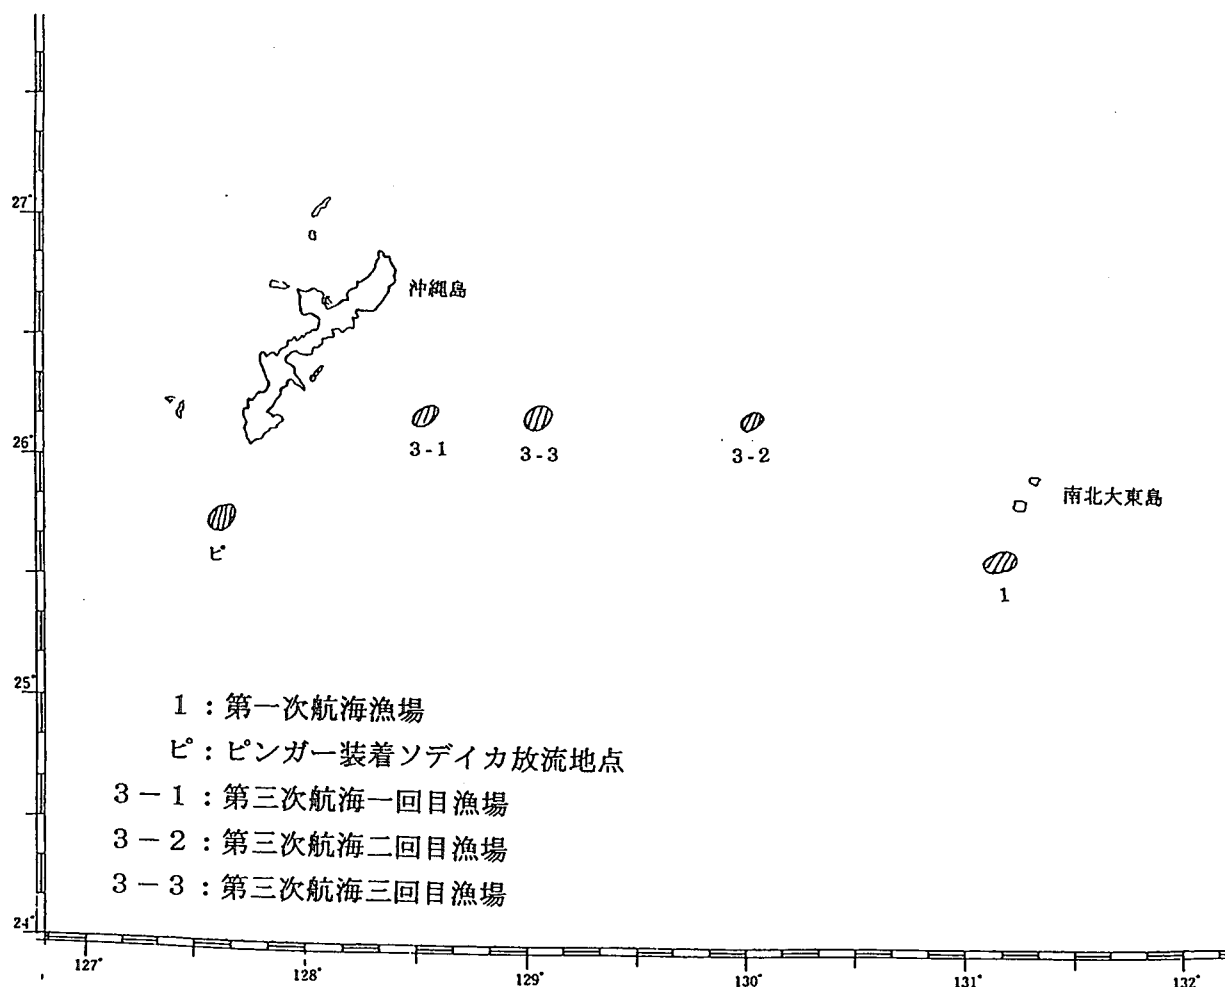 27°
沖縄島
26°
3-1
3-3
3-2
南北大東島
ピ
1
25°
1：第一次航海漁場
ピ：ピンガー装着ソデイカ放流地点
3－1：第三次航海一回目漁場
3－2：第三次航海二回目漁場
3－3：第三次航海三回目漁場
24°
127°
128°
129°
130°
131°
132°